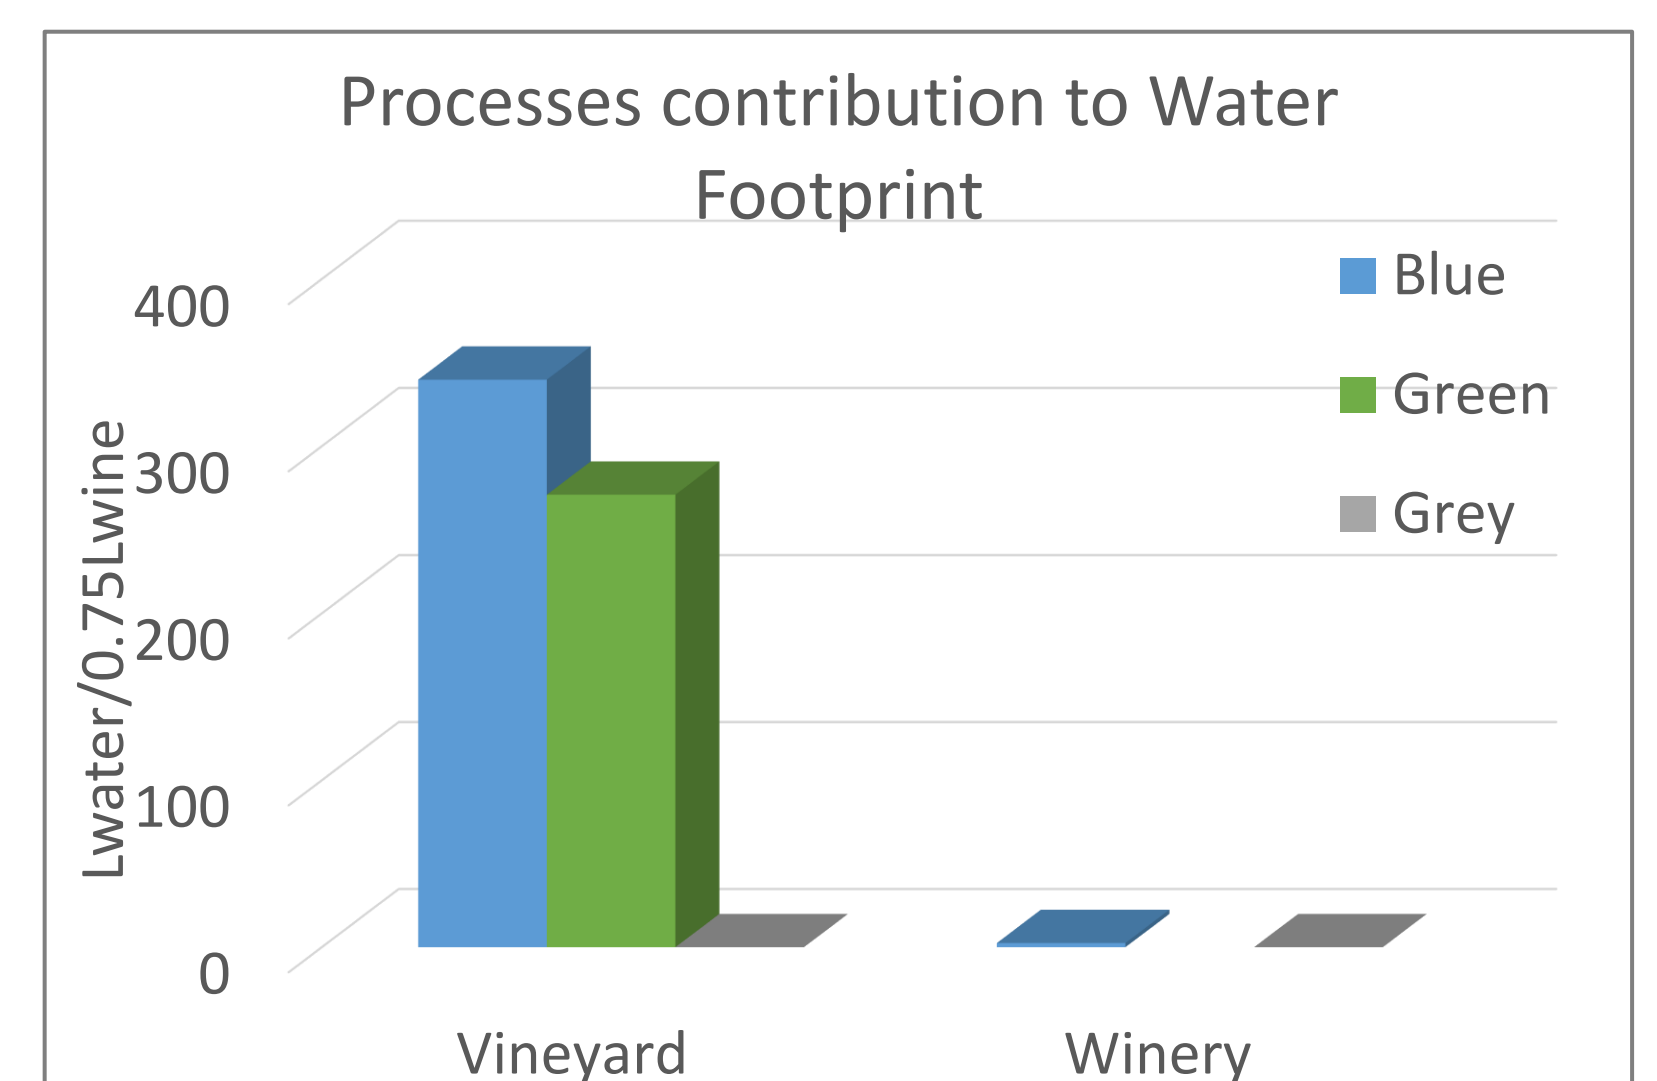 Processes contribution to Water
Footprint
Blue
Green
Grey
Lwater/0.75Lwine
400
300
200
100
0
Vineyard
Winery